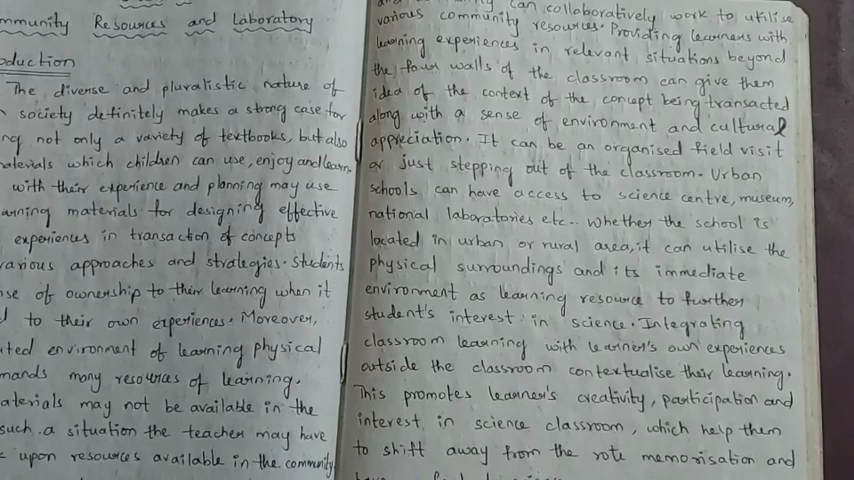 mmunity Resources and Laboratory
oduction
The diverse and pluralistic nature of
society definitely makes a strong case for
ng not only a variety of textbooks, but also
aterials which children can use, enjoy and learn.
with their experience and planning may use
arning materials for designing effective
experiences in transaction of concepts
various approaches and strategies. Students
nse of ownership to their learning when it
d to their own experiences. Moreover,
ted environment of learning physical
mands many resources of learning.
aterials may not be available in the
such a situation the teacher may have
upon resources available in the community
can collaboratively work to utilise
various community resources. Providing learners with
learning experiences in relevant situations beyond
the four walls of the classroom can give them
idea of the context of the concept being transacted
along with a sense of environment and cultural
appreciation. It can be an organised field visit
or just stepping out of the classroom. Urban
schools can have access to science centre, museum,
national laboratories etc.. Whether the school is
located in urban or rural area, it can utilise the
physical surroundings and its immediate
environment as learning resource to further
student's interest in science. Integrating
classroom learning with learner's own experiences
outside the classroom contextualise their learning.
This promotes learner's creativity, participation and
interest in science classroom, which help them
to shift away from the rote memorisation and